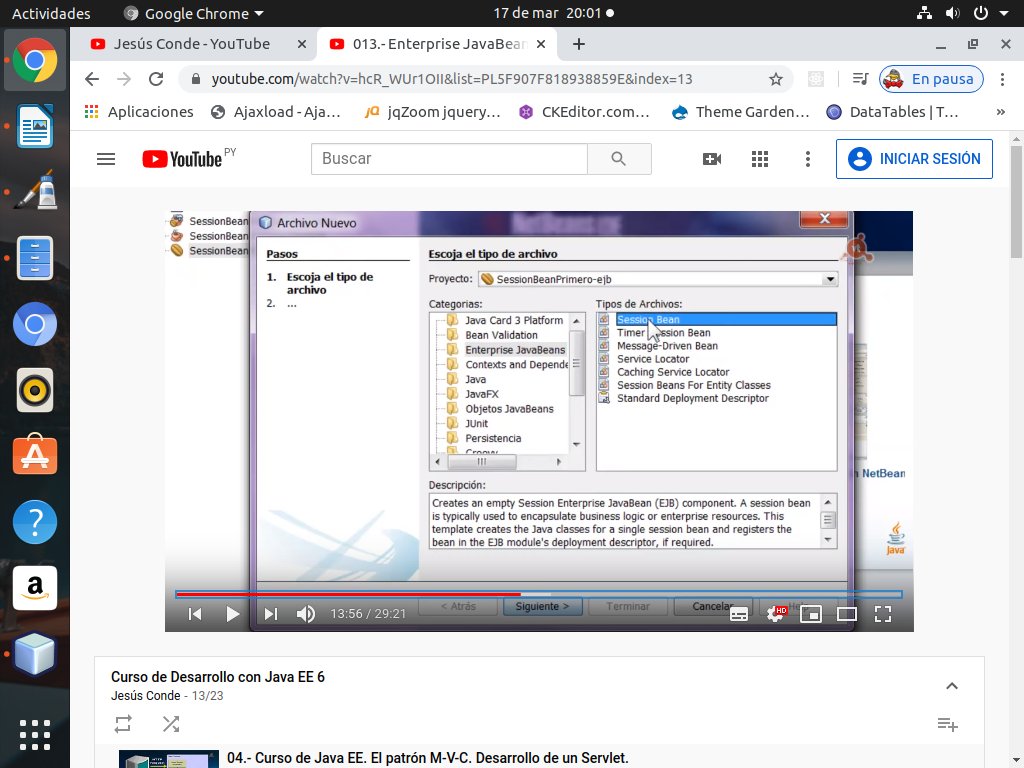 Actividades
Google Chrome
17 de mar 20:01
Jesús Conde - YouTube
013.- Enterprise JavaBean
youtube.com/watch?v=hcR_WUr1OII&list=PL5F907F818938859E&index=13
En pausa
Aplicaciones
Ajaxload - Aja...
jqZoom jquery...
CKEditor.com...
Theme Garden...
DataTables | T...
»
YouTube PY
Buscar
INICIAR SESIÓN
SessionBean
SessionBean
SessionBean
Archivo Nuevo
Pasos
1. Escoja el tipo de
archivo
2. ...
Escoja el tipo de archivo
Proyecto: SessionBeanPrimero-ejb
Categorías:
Java Card 3 Platform
Bean Validation
Enterprise JavaBeans
Contexts and Depende
Java
JavaFX
Objetos JavaBeans
JUnit
Persistencia
Groovy
Tipos de Archivos:
Session Bean
Timer Session Bean
Message-Driven Bean
Service Locator
Caching Service Locator
Session Beans For Entity Classes
Standard Deployment Descriptor
Descripción:
Creates an empty Session Enterprise JavaBean (EJB) component. A session bean
is typically used to encapsulate business logic or enterprise resources. This
template creates the Java classes for a single session bean and registers the
bean in the EJB module's deployment descriptor, if required.
n NetBean
Java
< Atrás
Siguiente >
Terminar
Cancelar
13:56 / 29:21
HD
Curso de Desarrollo con Java EE 6
Jesús Conde - 13/23
04.- Curso de Java EE. El patrón M-V-C. Desarrollo de un Servlet.